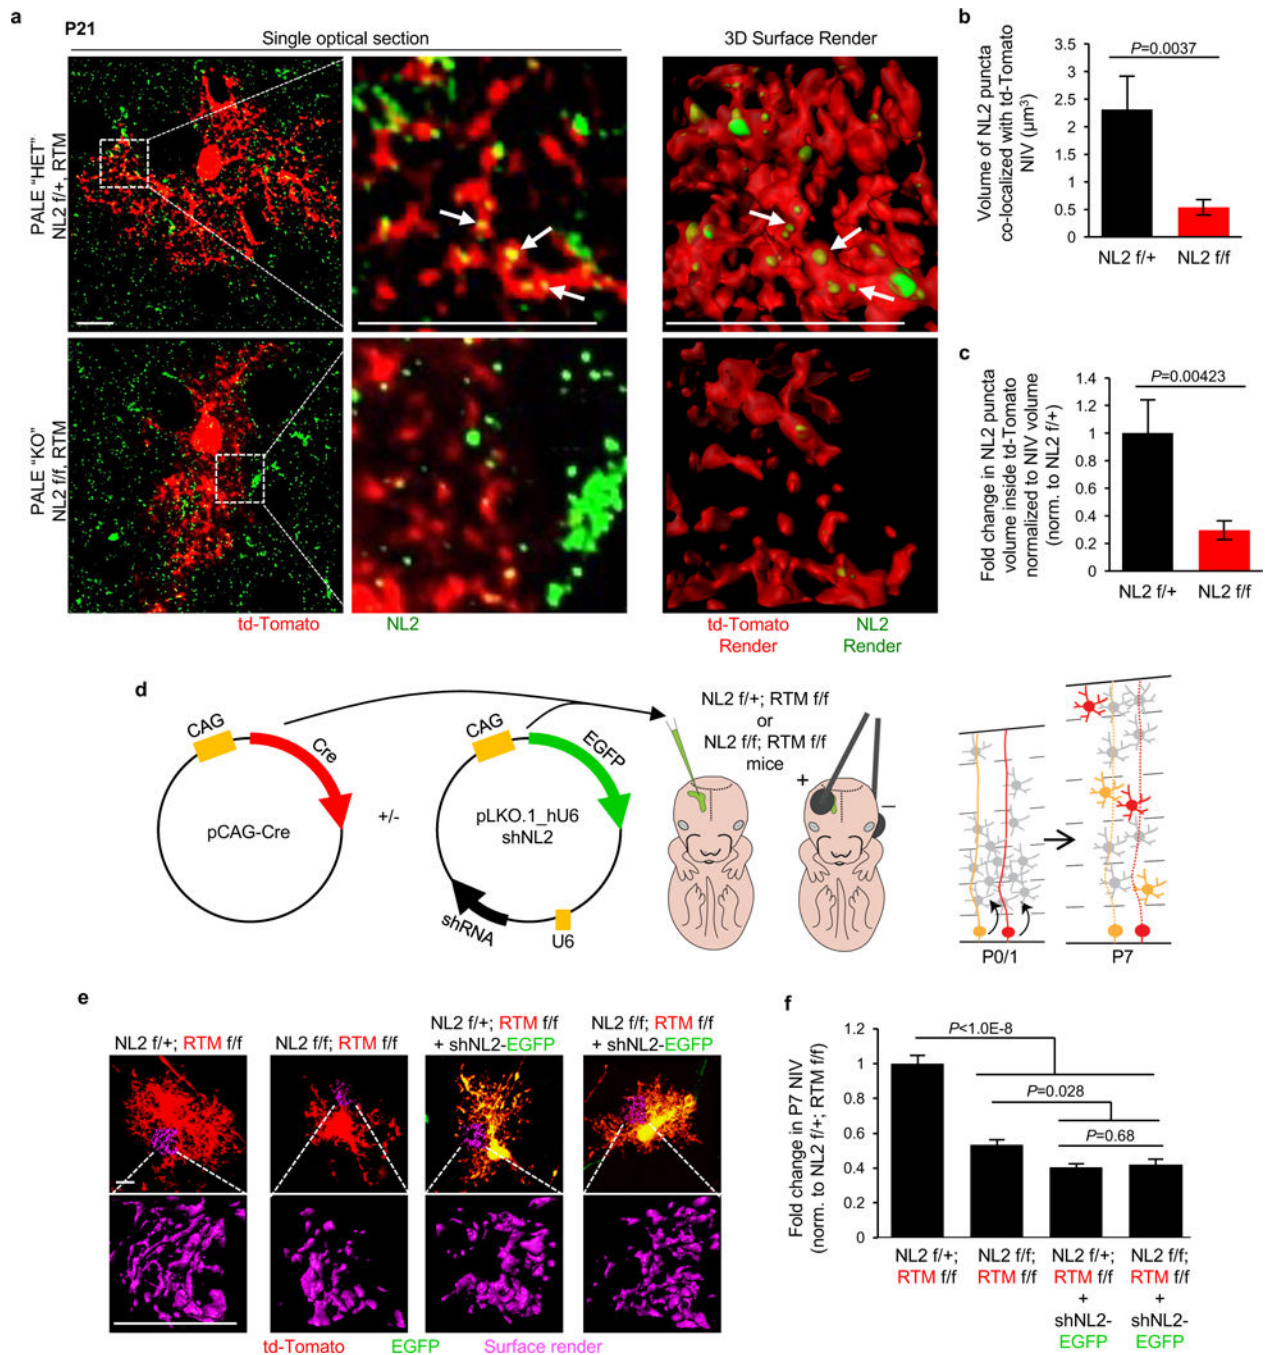 a
P21
Single optical section
3D Surface Render
PALE “HET”
NL2 f/+, RTM
PALE “KO”
NL2 f/f, RTM
td-Tomato
NL2
td-Tomato
Render
NL2
Render
b
Volume of NL2 puncta
co-localized with td-Tomato
NIV (µm³)
3.5
3
2.5
2
1.5
1
0.5
0
P=0.0037
NL2 f/+
NL2 f/f
c
Fold change in NL2 puncta
volume inside td-Tomato
normalized to NIV volume
(norm. to NL2 f/+)
1.4
1.2
1
0.8
0.6
0.4
0.2
0
P=0.00423
NL2 f/+
NL2 f/f
d
CAG
Cre
pCAG-Cre
+/-
CAG
EGFP
pLKO.1_hU6
shNL2
shRNA
U6
NL2 f/+; RTM f/f
or
NL2 f/f; RTM f/f
mice
+
−
P0/1
P7
e
NL2 f/+; RTM f/f
NL2 f/f; RTM f/f
NL2 f/+; RTM f/f
+ shNL2-EGFP
NL2 f/f; RTM f/f
+ shNL2-EGFP
td-Tomato
EGFP
Surface render
f
Fold change in P7 NIV
(norm. to NL2 f/+; RTM f/f)
1.2
1
0.8
0.6
0.4
0.2
0
P<1.0E-8
P=0.028
P=0.68
NL2 f/+;
RTM f/f
NL2 f/f;
RTM f/f
NL2 f/+;
RTM f/f
+
shNL2-
EGFP
NL2 f/f;
RTM f/f
+
shNL2-
EGFP